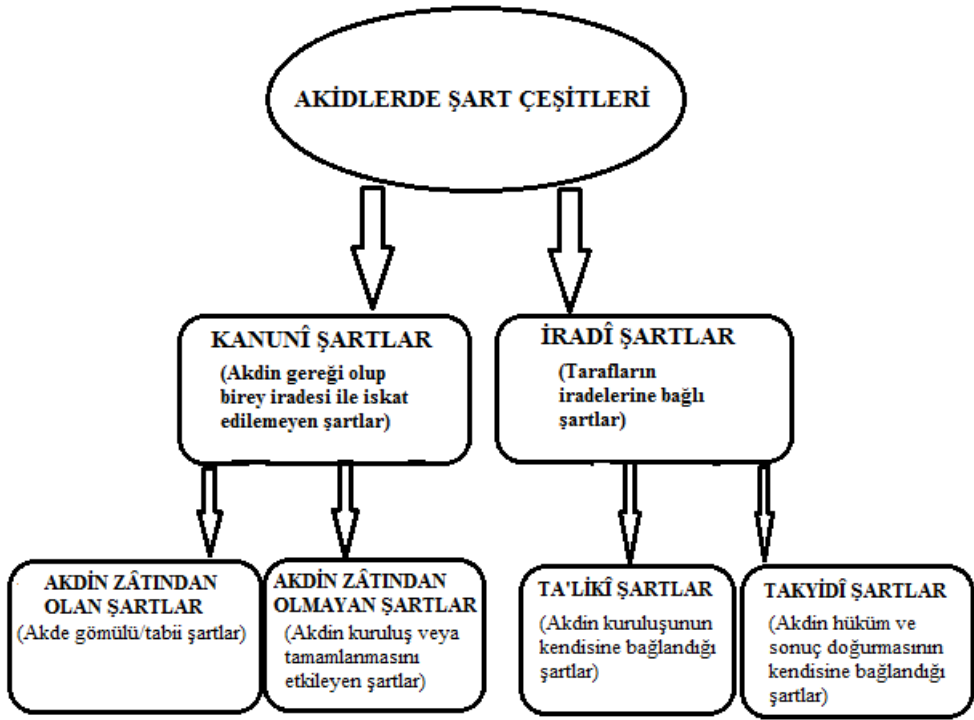 AKİDLERDE ŞART ÇEŞİTLERİ
KANUNÎ ŞARTLAR
(Akdin gereği olup
birey iradesi ile iskat
edilemeyen şartlar)
İRADÎ ŞARTLAR
(Tarafların
iradelerine bağlı
şartlar)
AKDİN ZÂTINDAN
OLAN ŞARTLAR
(Akde gömülü/tabii şartlar)
AKDİN ZÂTINDAN
OLMAYAN ŞARTLAR
(Akdin kuruluş veya
tamamlanmasını
etkileyen şartlar)
TA'LİKÎ ŞARTLAR
(Akdin kuruluşunun
kendisine bağlandığı
şartlar)
TAKYİDÎ ŞARTLAR
(Akdin hüküm ve
sonuç doğurmasının
kendisine bağlandığı
şartlar)